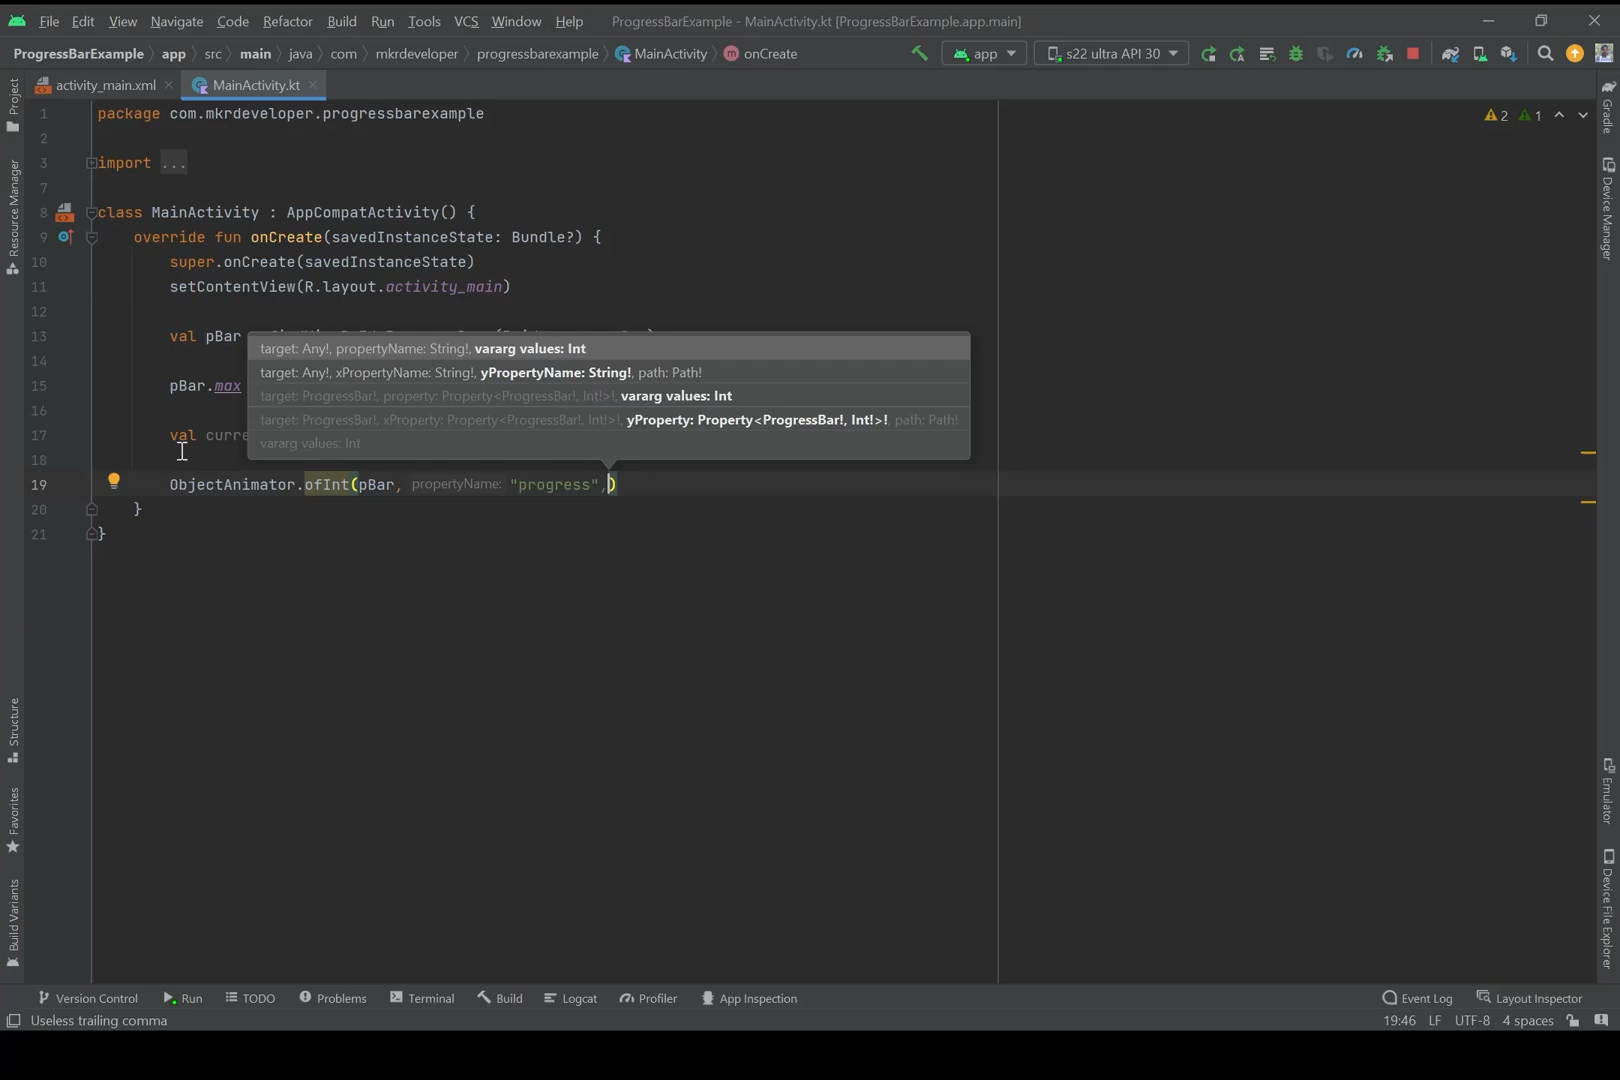 File Edit View Navigate Code Refactor Build Run Tools VCS Window Help ProgressBarExample - MainActivity.kt [ProgressBarExample.app.main]
ProgressBarExample app src main java com mkrdeveloper progressbarexample MainActivity onCreate app s22 ultra API 30
activity_main.xml MainActivity.kt
1 package com.mkrdeveloper.progressbarexample 2 1
2
3 import ...
7
8 class MainActivity : AppCompatActivity() {
9 override fun onCreate(savedInstanceState: Bundle?) {
10 super.onCreate(savedInstanceState)
11 setContentView(R.layout.activity_main)
12
13 val pBar
target: Any!, propertyName: String!, vararg values: Int
14
target: Any!, xPropertyName: String!, yPropertyName: String!, path: Path!
15 pBar.max
target: ProgressBar!, property: Property<ProgressBar!, Int!>!, vararg values: Int
16
target: ProgressBar!, xProperty: Property<ProgressBar!, Int!>!, yProperty: Property<ProgressBar!, Int!>!, path: Path!
17 val curre
vararg values: Int
18
19 ObjectAnimator.ofInt(pBar, propertyName: "progress",)
20 }
21 }
Project
Resource Manager
Structure
Favorites
Build Variants
Gradle
Device Manager
Emulator
Device File Explorer
Version Control Run TODO Problems Terminal Build Logcat Profiler App Inspection Event Log Layout Inspector
Useless trailing comma 19:46 LF UTF-8 4 spaces